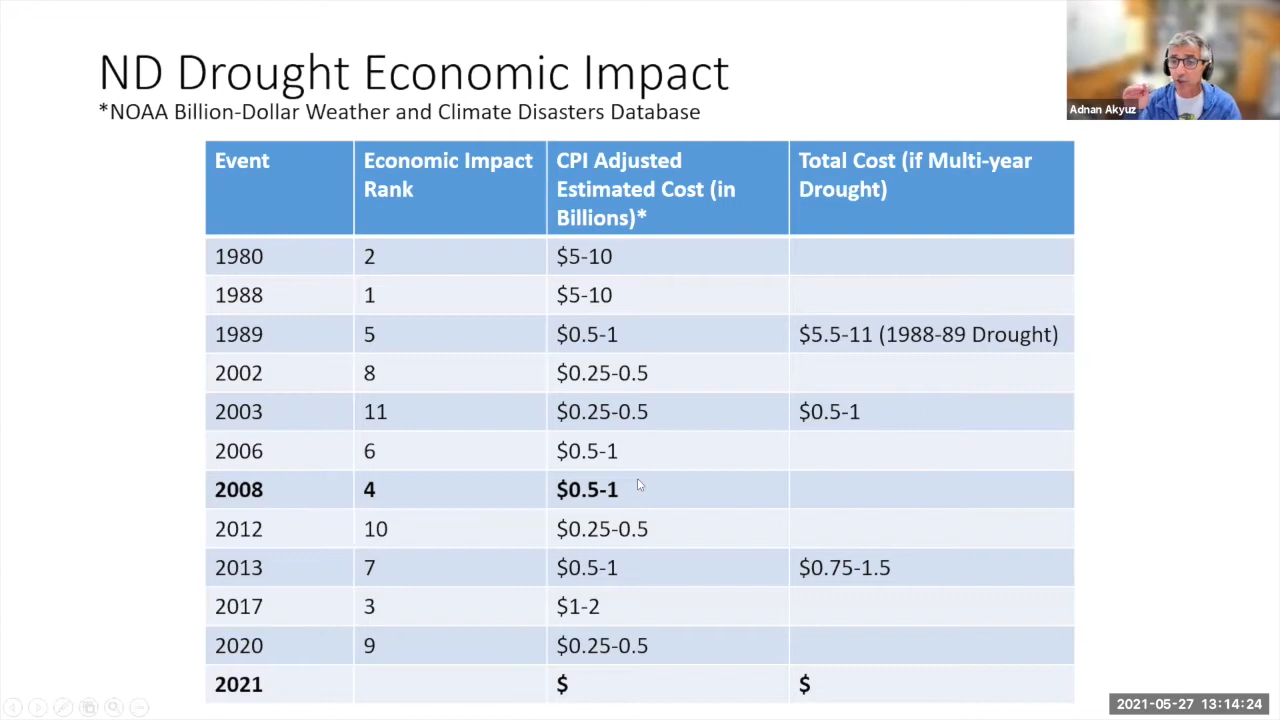 ND Drought Economic Impact
*NOAA Billion-Dollar Weather and Climate Disasters Database
Adnan Akyuz
Event Economic Impact Rank CPI Adjusted Estimated Cost (in Billions)* Total Cost (if Multi-year Drought)
1980 2 $5-10
1988 1 $5-10
1989 5 $0.5-1 $5.5-11 (1988-89 Drought)
2002 8 $0.25-0.5
2003 11 $0.25-0.5 $0.5-1
2006 6 $0.5-1
2008 4 $0.5-1
2012 10 $0.25-0.5
2013 7 $0.5-1 $0.75-1.5
2017 3 $1-2
2020 9 $0.25-0.5
2021 $ $
2021-05-27 13:14:24